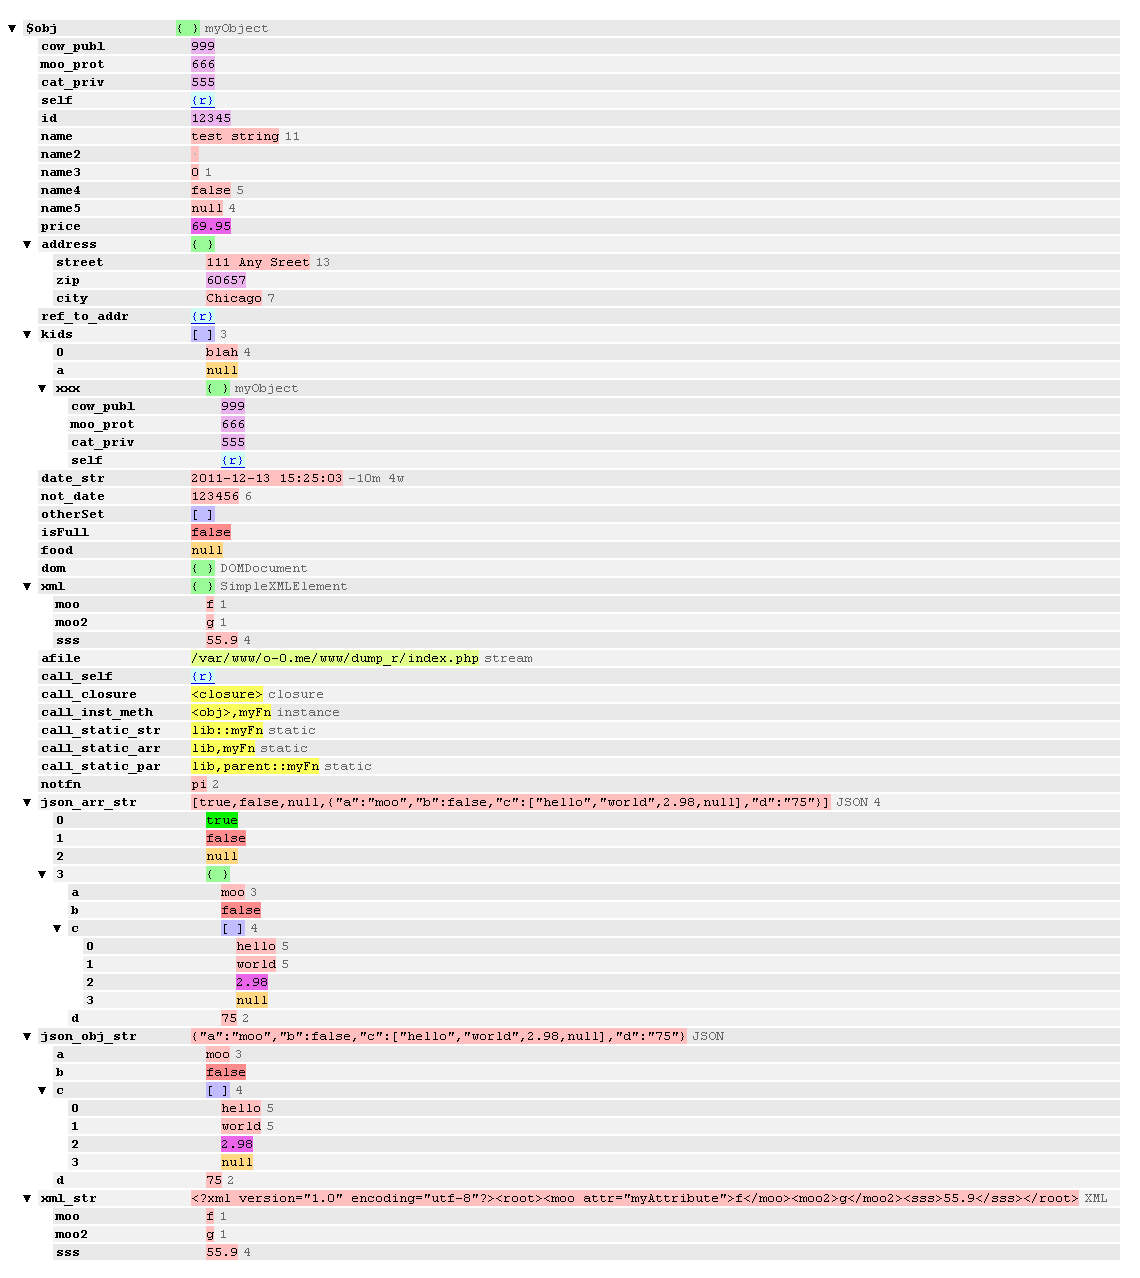 ▼ $obj { } myObject
cow_publ 999
moo_prot 666
cat_priv 555
self {r}
id 12345
name test string 11
name2
name3 0 1
name4 false 5
name5 null 4
price 69.95
▼ address { }
street 111 Any Sreet 13
zip 60657
city Chicago 7
ref_to_addr {r}
▼ kids [ ] 3
0 blah 4
a null
▼ xxx { } myObject
cow_publ 999
moo_prot 666
cat_priv 555
self {r}
date_str 2011-12-13 15:25:03 -10m 4w
not_date 123456 6
otherSet [ ]
isFull false
food null
dom { } DOMDocument
▼ xml { } SimpleXMLElement
moo f 1
moo2 g 1
sss 55.9 4
afile /var/www/o-0.me/www/dump_r/index.php stream
call_self {r}
call_closure <closure> closure
call_inst_meth <obj>,myFn instance
call_static_str lib::myFn static
call_static_arr lib,myFn static
call_static_par lib,parent::myFn static
notfn pi 2
▼ json_arr_str [true,false,null,{"a":"moo","b":false,"c":["hello","world",2.98,null],"d":"75"}] JSON 4
0 true
1 false
2 null
▼ 3 { }
a moo 3
b false
▼ c [ ] 4
0 hello 5
1 world 5
2 2.98
3 null
d 75 2
▼ json_obj_str {"a":"moo","b":false,"c":["hello","world",2.98,null],"d":"75"} JSON
a moo 3
b false
▼ c [ ] 4
0 hello 5
1 world 5
2 2.98
3 null
d 75 2
▼ xml_str <?xml version="1.0" encoding="utf-8"?><root><moo attr="myAttribute">f</moo><moo2>g</moo2><sss>55.9</sss></root> XML
moo f 1
moo2 g 1
sss 55.9 4